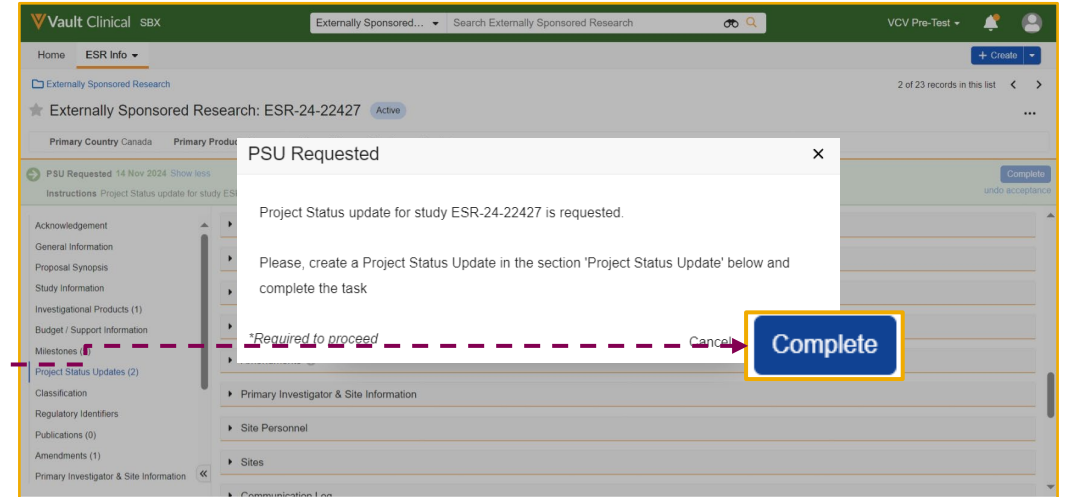 Vault Clinical SBX
Externally Sponsored... Search Externally Sponsored Research
VCV Pre-Test
Home ESR Info
+ Create
Externally Sponsored Research
2 of 23 records in this list
Externally Sponsored Research: ESR-24-22427 Active
Primary Country Canada Primary Produ
PSU Requested
PSU Requested 14 Nov 2024 Show less
Complete
Instructions Project Status update for study ESR
undo acceptance
Project Status update for study ESR-24-22427 is requested.
Please, create a Project Status Update in the section 'Project Status Update' below and
complete the task
*Required to proceed
Cancel
Complete
Acknowledgement
General Information
Proposal Synopsis
Study Information
Investigational Products (1)
Budget / Support Information
Milestones
Project Status Updates (2)
Classification
Regulatory Identifiers
Publications (0)
Amendments (1)
Primary Investigator & Site Information
Primary Investigator & Site Information
Site Personnel
Sites
Communication Log